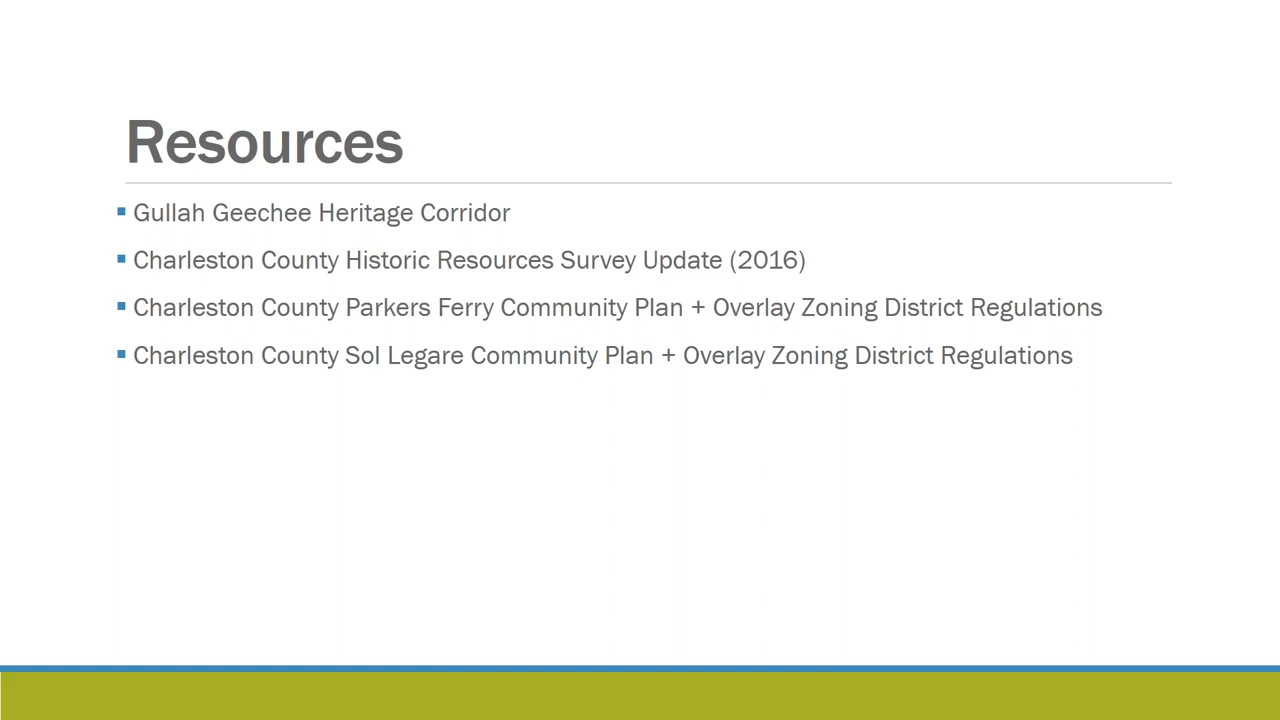 Resources
▪ Gullah Geechee Heritage Corridor
▪ Charleston County Historic Resources Survey Update (2016)
▪ Charleston County Parkers Ferry Community Plan + Overlay Zoning District Regulations
▪ Charleston County Sol Legare Community Plan + Overlay Zoning District Regulations